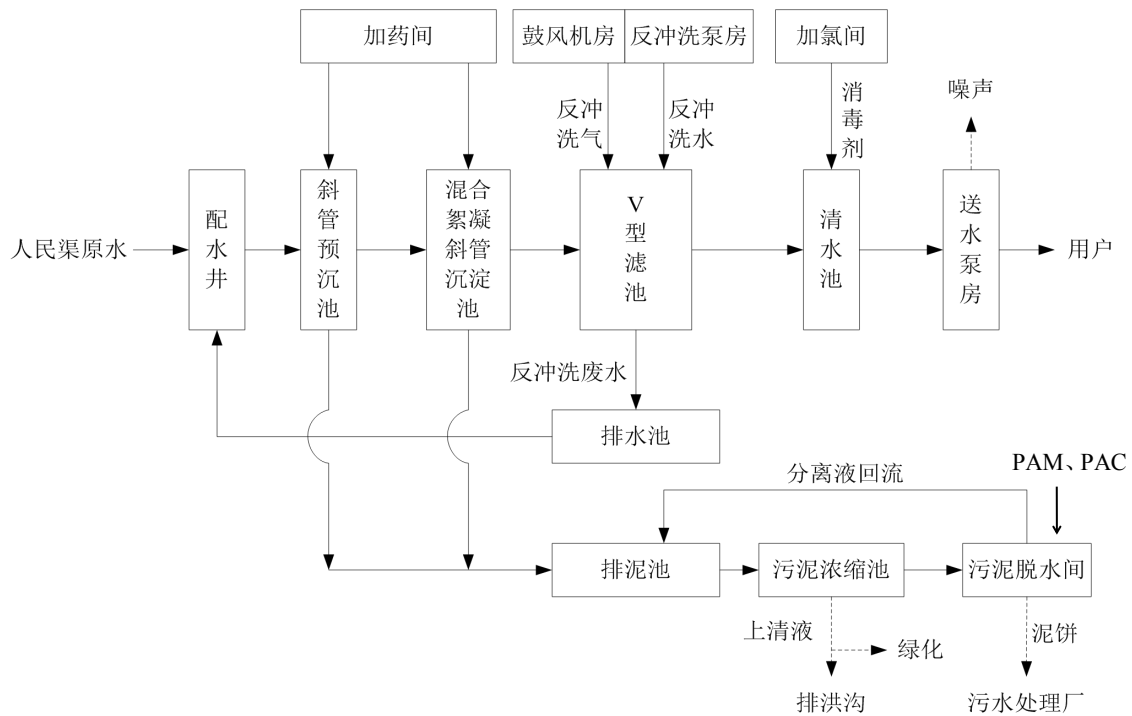 加药间
鼓风机房
反冲洗泵房
加氯间
反冲
洗气
反冲
洗水
消
毒
剂
噪声
人民渠原水
配
水
井
斜
管
预
沉
池
混合
絮凝
斜管
沉淀
池
V
型
滤
池
清
水
池
送
水
泵
房
用户
反冲洗废水
排水池
分离液回流
PAM、PAC
排泥池
污泥浓缩池
污泥脱水间
上清液
绿化
泥饼
排洪沟
污水处理厂